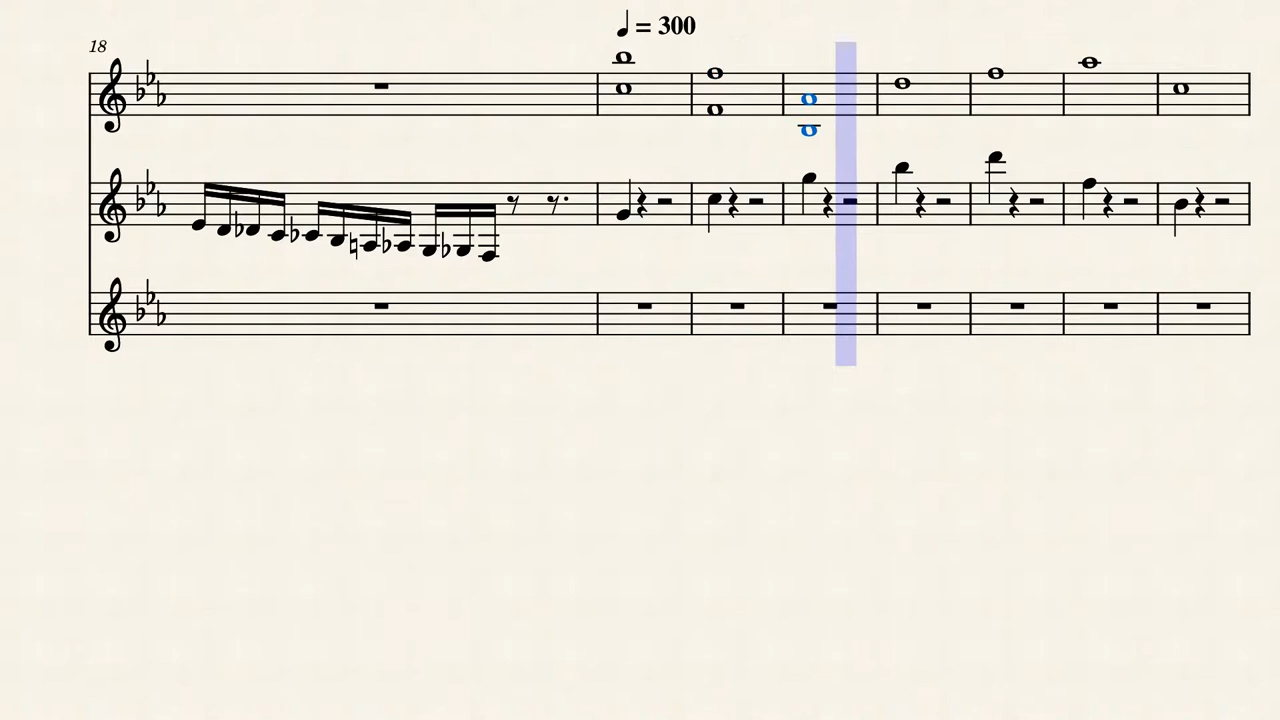 ♩ = 300
18